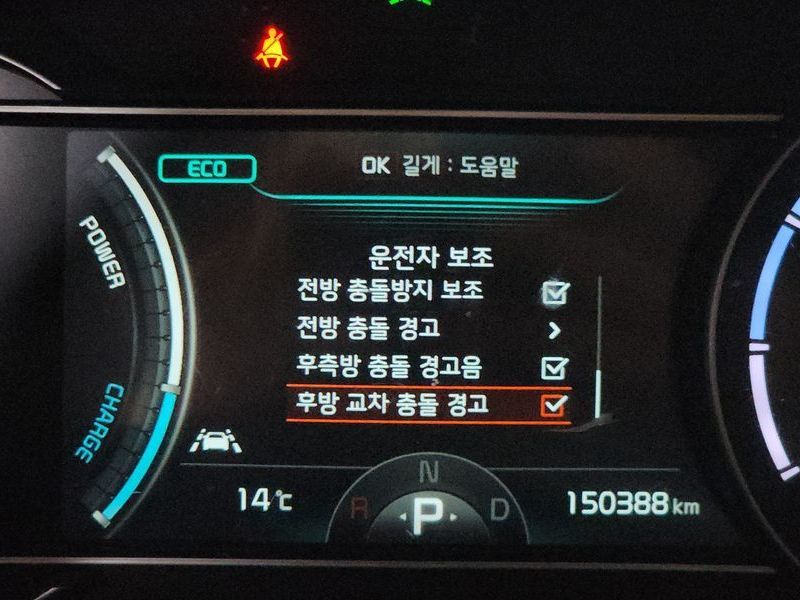 ECO
OK 길게 : 도움말
POWER
운전자 보조
전방 충돌방지 보조
전방 충돌 경고
후측방 충돌 경고음
후방 교차 충돌 경고
CHARGE
N
14℃
R
P
D
150388 km